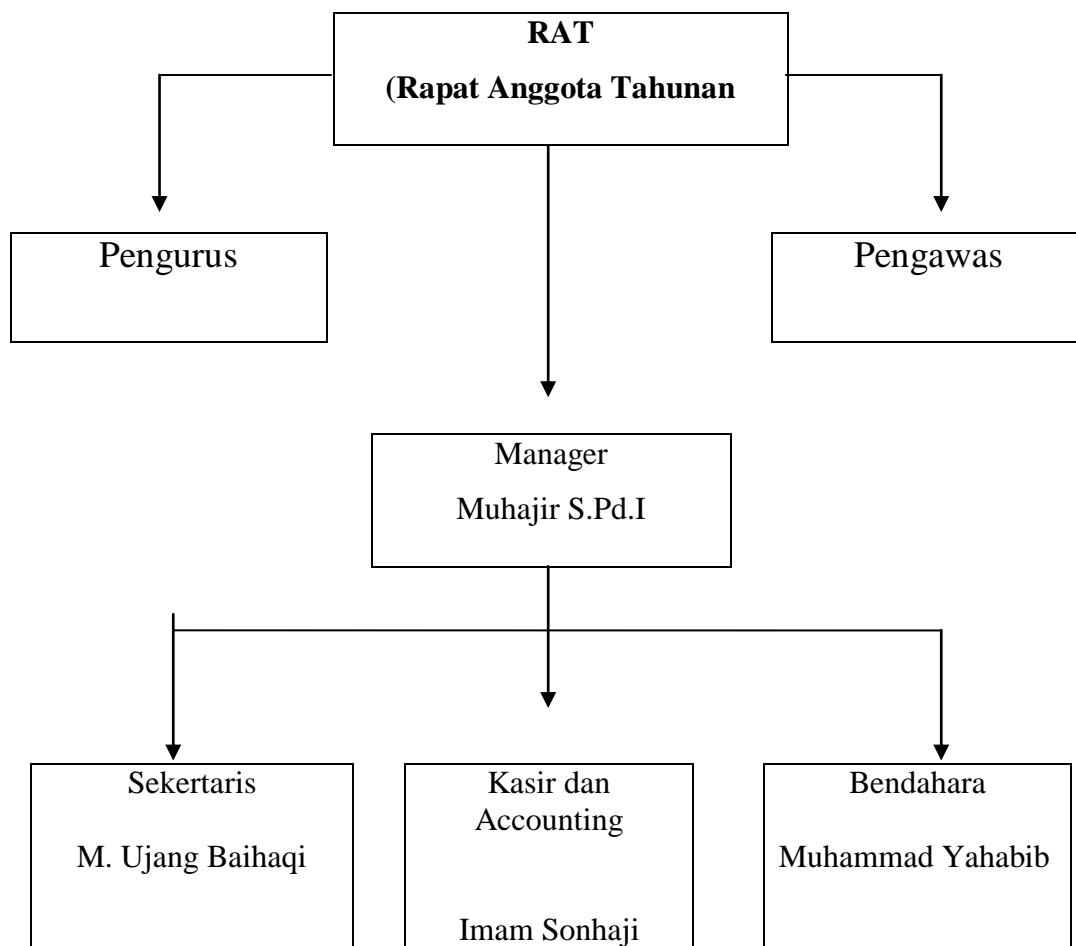 RAT
(Rapat Anggota Tahunan
Pengurus
Pengawas
Manager
Muhajir S.Pd.I
Sekertaris
M. Ujang Baihaqi
Kasir dan
Accounting
Imam Sonhaji
Bendahara
Muhammad Yahabib